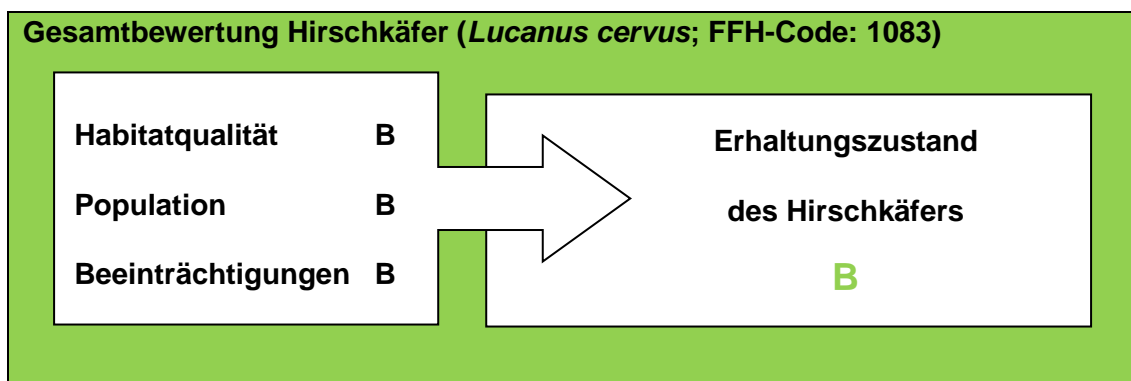 Gesamtbewertung Hirschkäfer (Lucanus cervus; FFH-Code: 1083)
Habitatqualität B
Population B
Beeinträchtigungen B
Erhaltungszustand
des Hirschkäfers
B